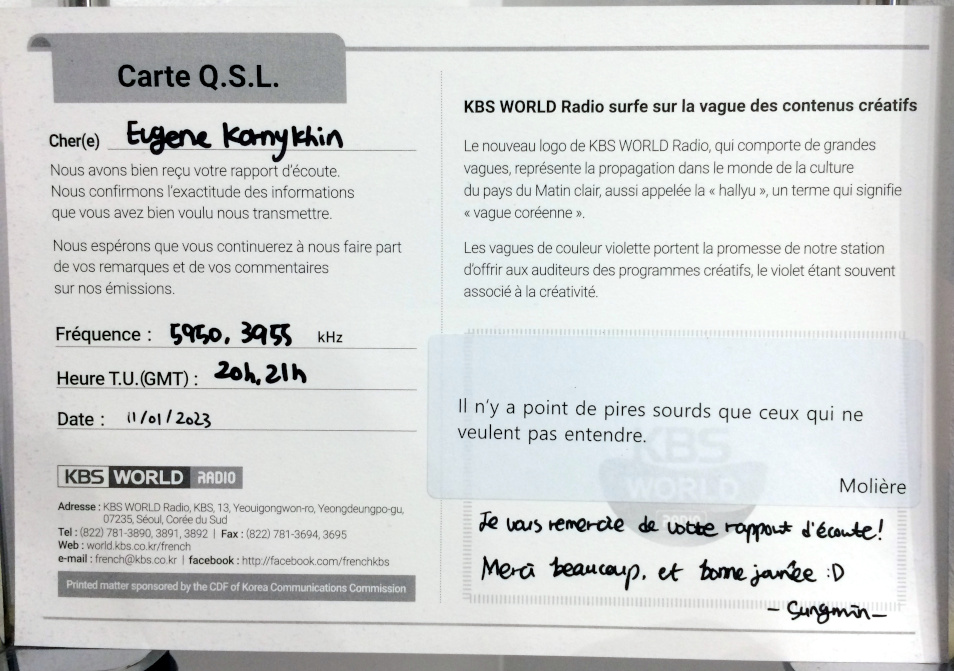 Carte Q.S.L.
Cher(e) Eugene Kornykhin
Nous avons bien reçu votre rapport d'écoute.
Nous confirmons l'exactitude des informations
que vous avez bien voulu nous transmettre.
Nous espérons que vous continuerez à nous faire part
de vos remarques et de vos commentaires
sur nos émissions.
Fréquence : 5950, 3955 kHz
Heure T.U.(GMT) : 20h, 21h
Date : 11/01/2023
KBS WORLD RADIO
Adresse : KBS WORLD Radio, KBS, 13, Yeouigongwon-ro, Yeongdeungpo-gu,
07235, Séoul, Corée du Sud
Tel : (822) 781-3890, 3891, 3892 | Fax : (822) 781-3694, 3695
Web : world.kbs.co.kr/french
e-mail : french@kbs.co.kr | facebook : http://facebook.com/frenchkbs
Printed matter sponsored by the CDF of Korea Communications Commission
KBS WORLD Radio surfe sur la vague des contenus créatifs
Le nouveau logo de KBS WORLD Radio, qui comporte de grandes
vagues, représente la propagation dans le monde de la culture
du pays du Matin clair, aussi appelée la « hallyu », un terme qui signifie
« vague coréenne ».
Les vagues de couleur violette portent la promesse de notre station
d'offrir aux auditeurs des programmes créatifs, le violet étant souvent
associé à la créativité.
Il n'y a point de pires sourds que ceux qui ne
veulent pas entendre.
Molière
KBS
WORLD
RADIO
Je vous remercie de votre rapport d'écoute!
Merci beaucoup, et bonne janée :D
- Sungmin -